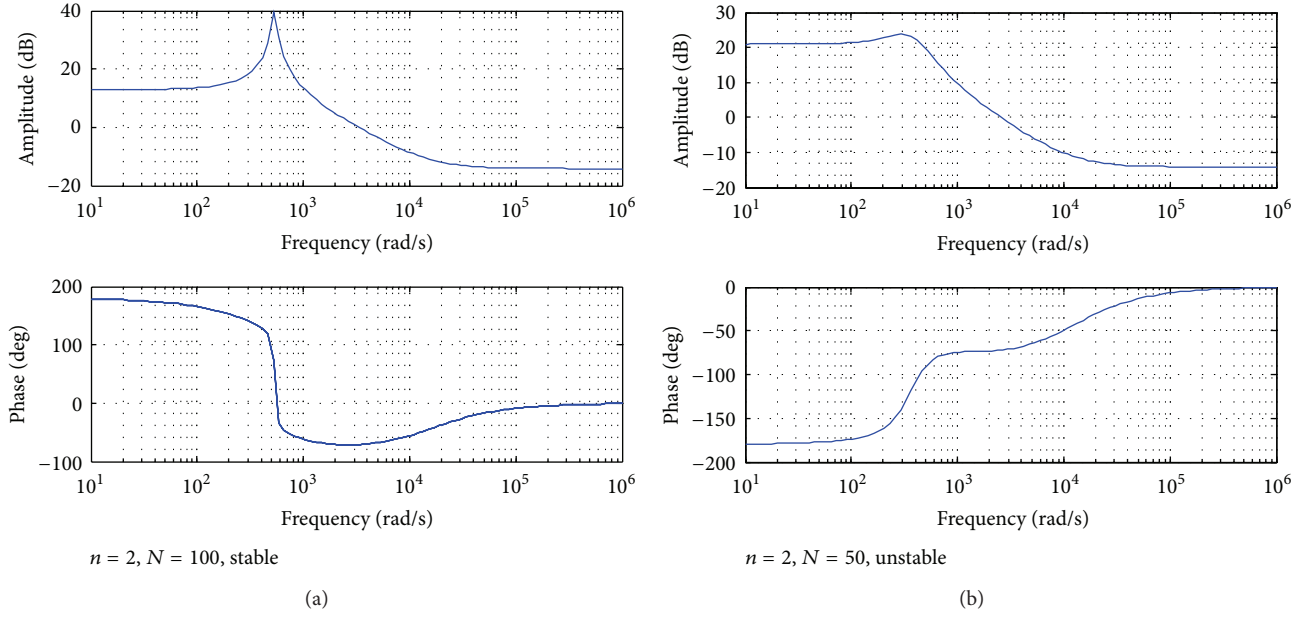 40
20
0
−20
Amplitude (dB)
10^1 10^2 10^3 10^4 10^5 10^6
Frequency (rad/s)
200
100
0
−100
Phase (deg)
10^1 10^2 10^3 10^4 10^5 10^6
Frequency (rad/s)
n = 2, N = 100, stable
(a)
30
20
10
0
−10
−20
Amplitude (dB)
10^1 10^2 10^3 10^4 10^5 10^6
Frequency (rad/s)
0
−50
−100
−150
−200
Phase (deg)
10^1 10^2 10^3 10^4 10^5 10^6
Frequency (rad/s)
n = 2, N = 50, unstable
(b)